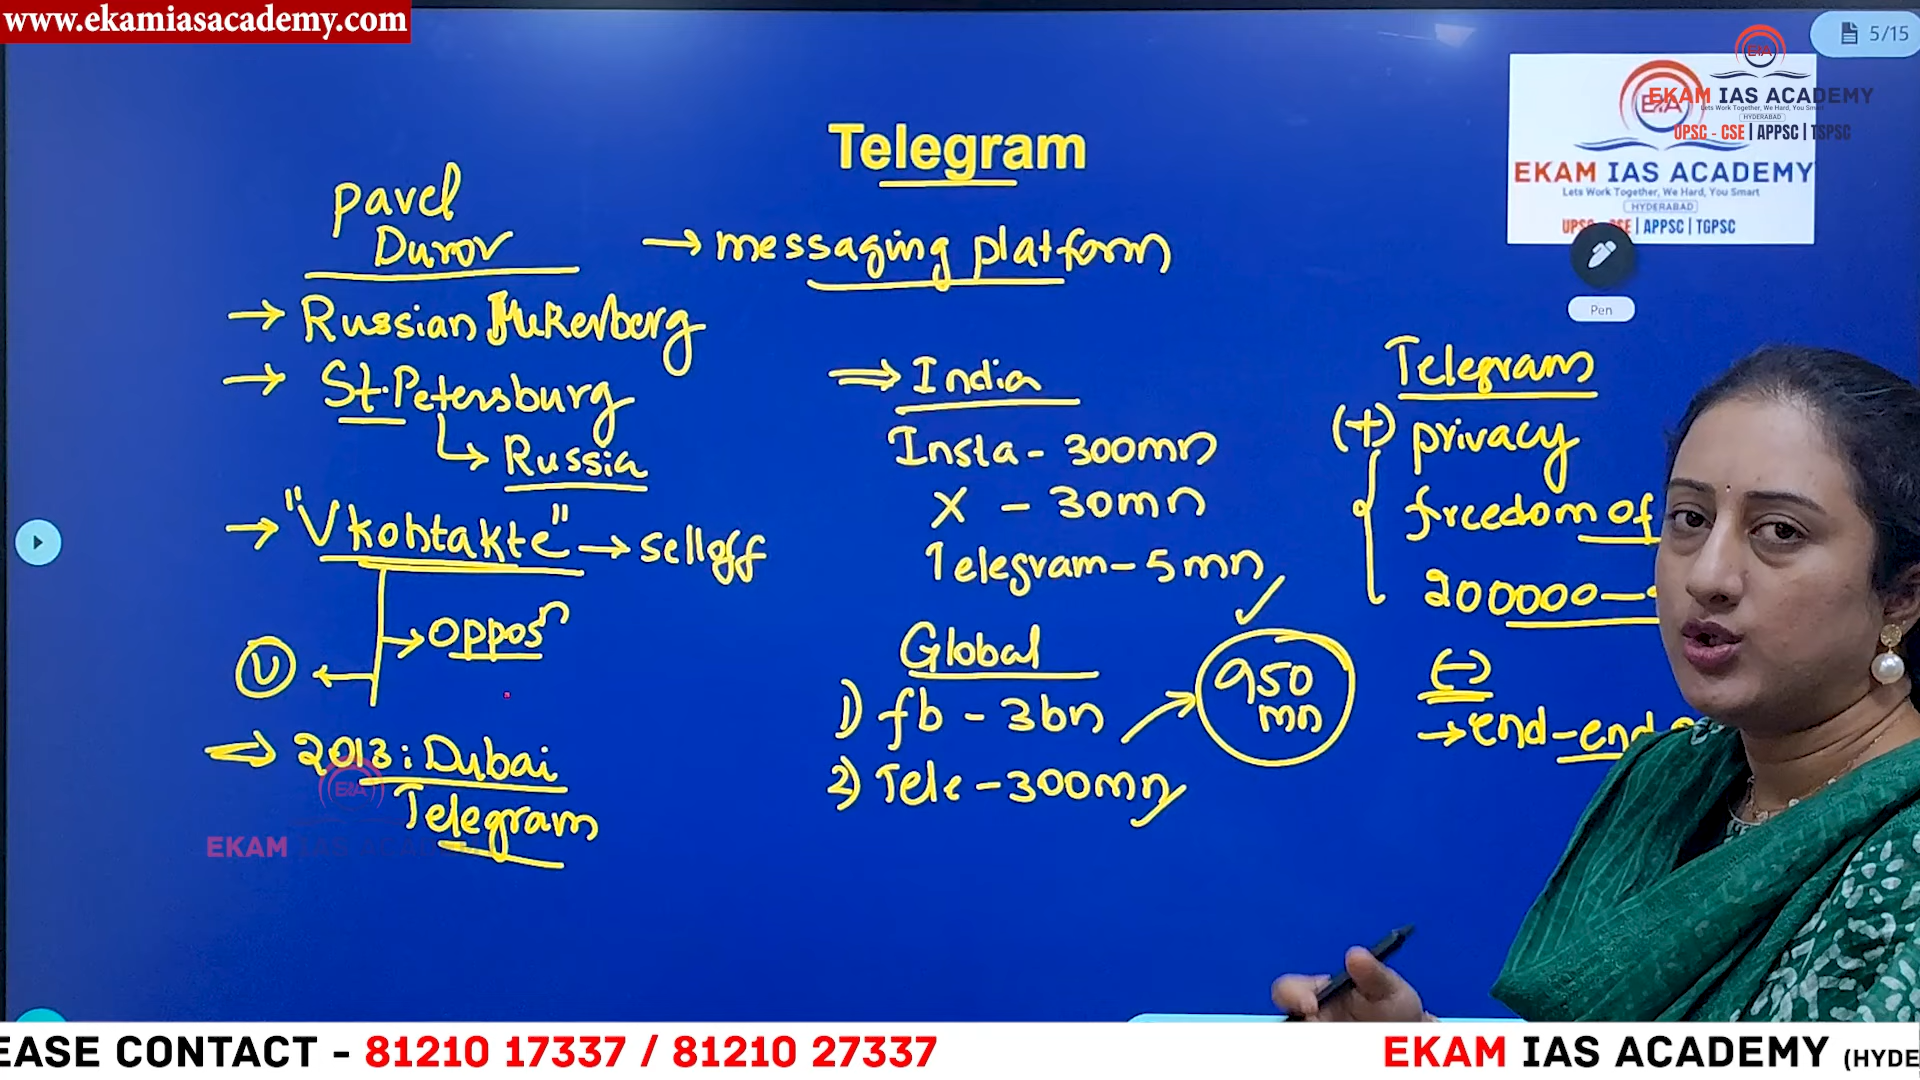 www.ekamiasacademy.com
5/15
EKAM IAS ACADEMY
Lets Work Together, We Hard, You Smart
HYDERABAD
UPSC - CSE | APPSC | TSPSC
EKAM IAS ACADEMY
Lets Work Together, We Hard, You Smart
HYDERABAD
| APPSC | TGPSC
Pen
Telegram
Pavel
Durov
→ Russian
→ St. Petersburg
→ Russia
→ "Vkontakte" → selloff
→ Opposn
V ←
⇒ 2013: Dubai
Telegram
→ messaging platform
⇒ India
Insta - 300mn
X - 30mn
Telegram - 5mn
Global
1) fb - 3bn
2) Tele - 300mn
950
mn
Telegram
(+) privacy
freedom of
200000
(-)
→ end-end
EKAM IAS ACADEMY
EASE CONTACT - 81210 17337 / 81210 27337
EKAM IAS ACADEMY (HYDE